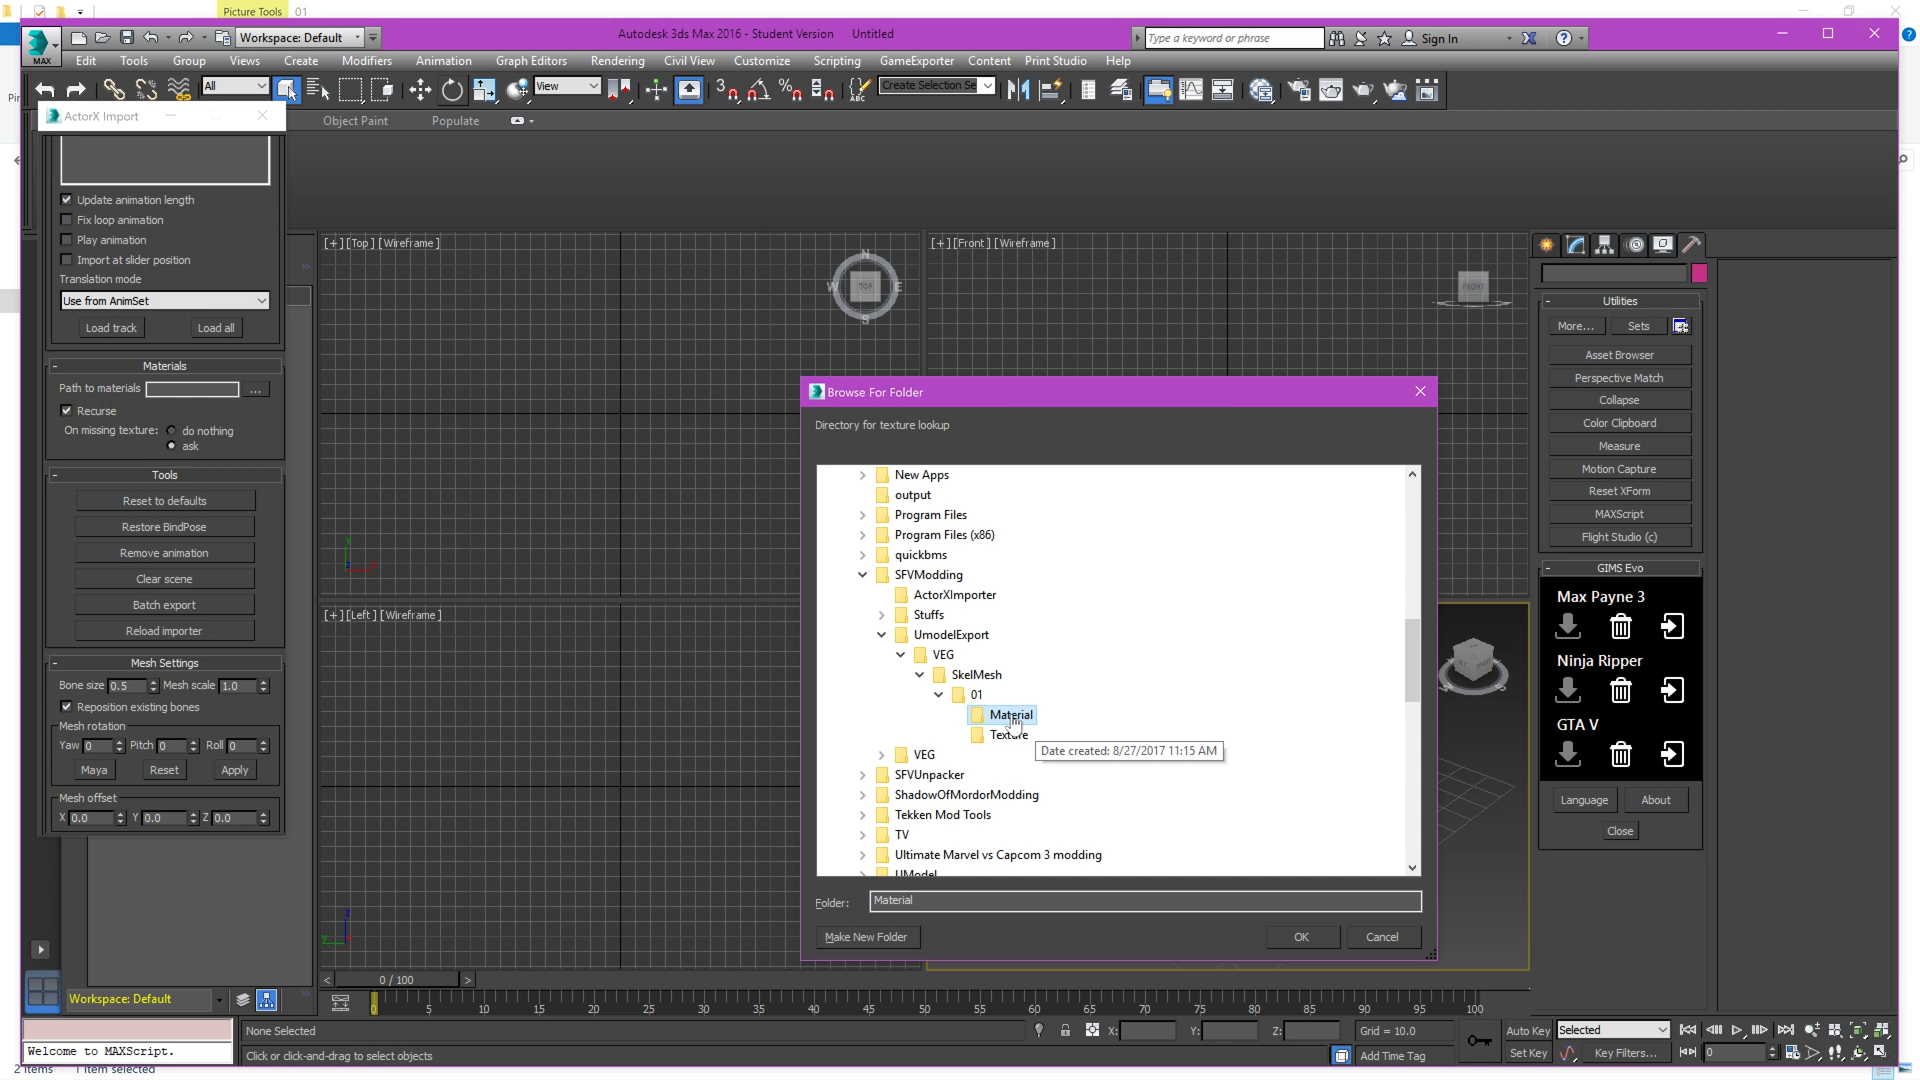 Picture Tools 01
MAX
Workspace: Default
Autodesk 3ds Max 2016 - Student Version Untitled
Type a keyword or phrase
Sign In
Edit Tools Group Views Create Modifiers Animation Graph Editors Rendering Civil View Customize Scripting GameExporter Content Print Studio Help
All
View
Create Selection Se
ActorX Import
Object Paint Populate
Update animation length
Fix loop animation
Play animation
Import at slider position
Translation mode
Use from AnimSet
Load track Load all
- Materials
Path to materials ...
Recurse
On missing texture: do nothing
ask
- Tools
Reset to defaults
Restore BindPose
Remove animation
Clear scene
Batch export
Reload importer
- Mesh Settings
Bone size 0.5 Mesh scale 1.0
Reposition existing bones
Mesh rotation
Yaw 0 Pitch 0 Roll 0
Maya Reset Apply
Mesh offset
X 0.0 Y 0.0 Z 0.0
[+] [Top] [Wireframe]
N
W TOP E
S
[+] [Front] [Wireframe]
FRONT
[+] [Left] [Wireframe]
Browse For Folder
Directory for texture lookup
New Apps
output
Program Files
Program Files (x86)
quickbms
SFVModding
ActorXImporter
Stuffs
UmodelExport
VEG
SkelMesh
01
Material
Texture
Date created: 8/27/2017 11:15 AM
VEG
SFVUnpacker
ShadowOfMordorModding
Tekken Mod Tools
TV
Ultimate Marvel vs Capcom 3 modding
UModel
Folder: Material
Make New Folder OK Cancel
- Utilities
More... Sets
Asset Browser
Perspective Match
Collapse
Color Clipboard
Measure
Motion Capture
Reset XForm
MAXScript
Flight Studio (c)
- GIMS Evo
Max Payne 3
Ninja Ripper
GTA V
Language About
Close
< 0 / 100 >
Workspace: Default
0 5 10 15 20 25 30 35 40 45 50 55 60 65 70 75 80 85 90 95 100
Welcome to MAXScript.
None Selected
Click or click-and-drag to select objects
X: Y: Z: Grid = 10.0
Add Time Tag
Auto Key Selected
Set Key Key Filters... 0
2 items 1 item selected